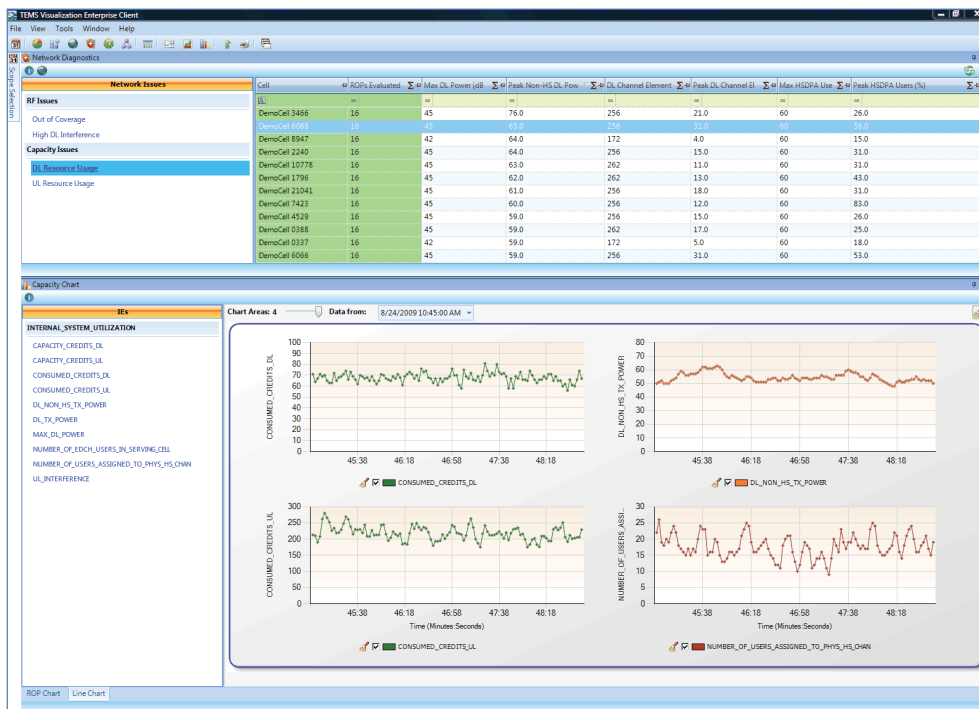 TEMS Visualization Enterprise Client
File View Tools Window Help
Scope Selection
Network Diagnostics
Network Issues
RF Issues
Out of Coverage
High DL Interference
Capacity Issues
DL Resource Usage
UL Resource Usage
Cell ROPs Evaluated Max DL Power (dB Peak Non-HS DL Pow DL Channel Element Peak DL Channel El Max HSDPA Use Peak HSDPA Users (%)
= = = = = = =
DemoCell 3466 16 45 76.0 256 21.0 60 26.0
DemoCell 6068 16 45 65.0 256 31.0 60 56.0
DemoCell 8947 16 42 64.0 172 4.0 60 15.0
DemoCell 2240 16 45 64.0 256 15.0 60 31.0
DemoCell 10778 16 45 63.0 262 11.0 60 31.0
DemoCell 1796 16 45 62.0 262 13.0 60 43.0
DemoCell 21041 16 45 61.0 256 18.0 60 31.0
DemoCell 7423 16 45 60.0 256 12.0 60 83.0
DemoCell 4529 16 45 59.0 256 15.0 60 26.0
DemoCell 0388 16 45 59.0 262 17.0 60 25.0
DemoCell 0337 16 42 59.0 172 5.0 60 18.0
DemoCell 6066 16 45 59.0 256 31.0 60 53.0
Capacity Chart
IEs
INTERNAL_SYSTEM_UTILIZATION
CAPACITY_CREDITS_DL
CAPACITY_CREDITS_UL
CONSUMED_CREDITS_DL
CONSUMED_CREDITS_UL
DL_NON_HS_TX_POWER
DL_TX_POWER
MAX_DL_POWER
NUMBER_OF_EDCH_USERS_IN_SERVING_CELL
NUMBER_OF_USERS_ASSIGNED_TO_PHYS_HS_CHAN
UL_INTERFERENCE
Chart Areas: 4 Data from: 8/24/2009 10:45:00 AM
CONSUMED_CREDITS_DL
100
90
80
70
60
50
40
30
20
10
0
45:38 46:18 46:58 47:38 48:18
CONSUMED_CREDITS_DL
DL_NON_HS_TX_POWER
80
70
60
50
40
30
20
10
0
45:38 46:18 46:58 47:38 48:18
DL_NON_HS_TX_POWER
CONSUMED_CREDITS_UL
300
250
200
150
100
50
0
45:38 46:18 46:58 47:38 48:18
Time (Minutes:Seconds)
CONSUMED_CREDITS_UL
NUMBER_OF_USERS_ASSI...
30
25
20
15
10
5
0
45:38 46:18 46:58 47:38 48:18
Time (Minutes:Seconds)
NUMBER_OF_USERS_ASSIGNED_TO_PHYS_HS_CHAN
ROP Chart Line Chart